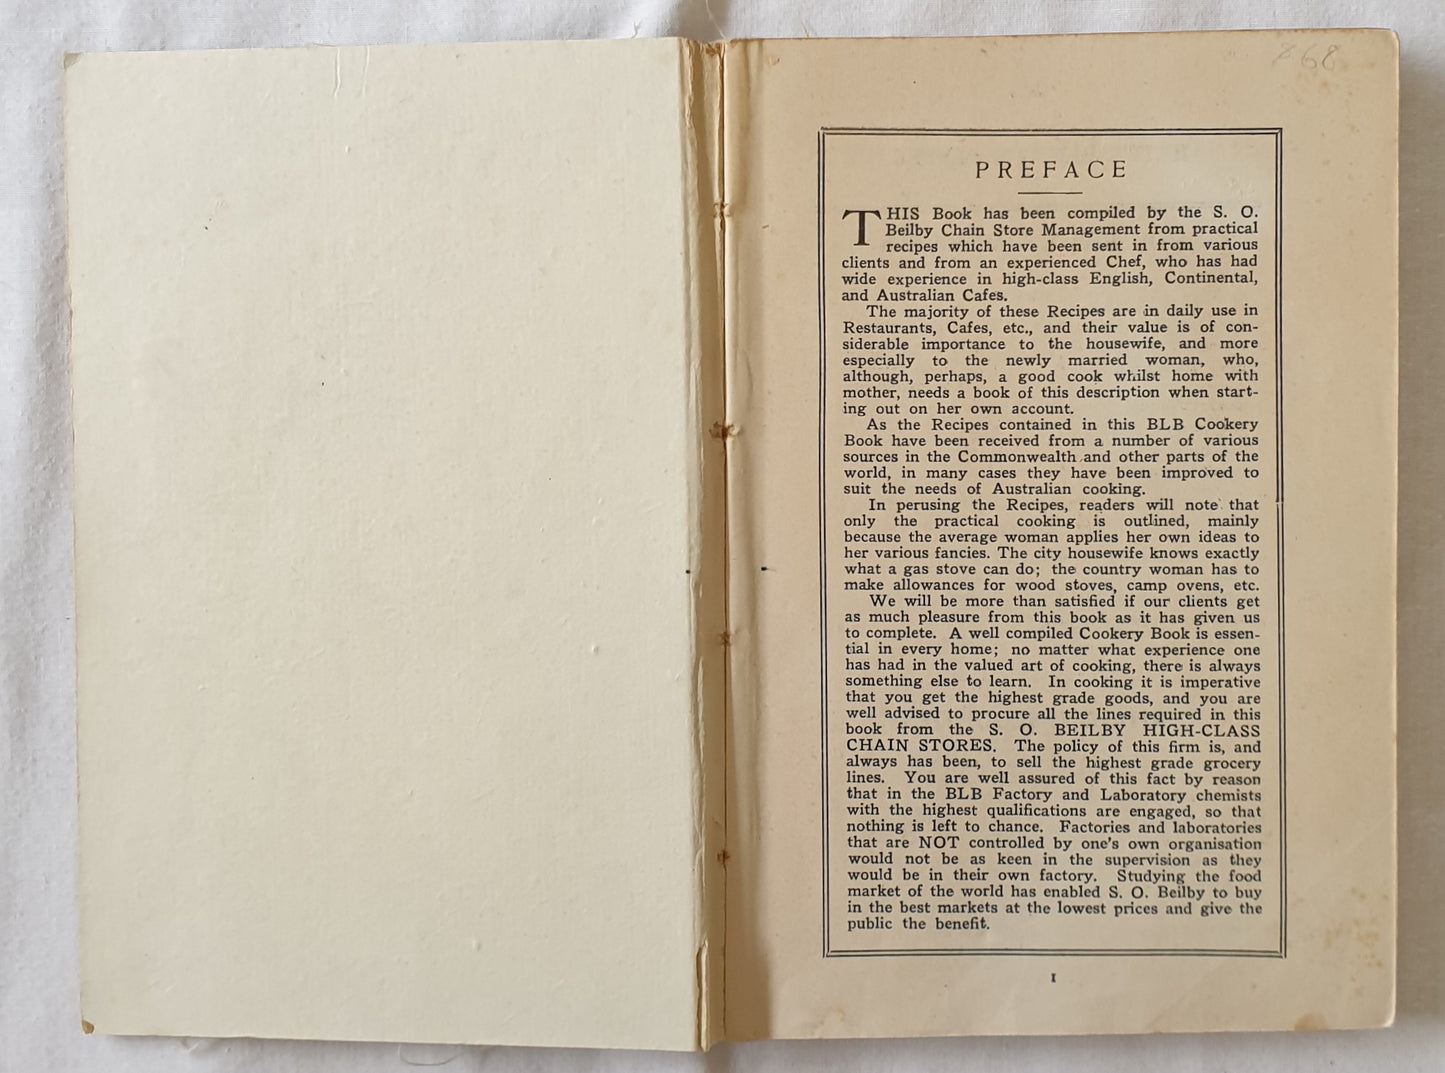 868
PREFACE
THIS Book has been compiled by the S. O.
Beilby Chain Store Management from practical
recipes which have been sent in from various
clients and from an experienced Chef, who has had
wide experience in high-class English, Continental,
and Australian Cafes.
The majority of these Recipes are in daily use in
Restaurants, Cafes, etc., and their value is of con-
siderable importance to the housewife, and more
especially to the newly married woman, who,
although, perhaps, a good cook whilst home with
mother, needs a book of this description when start-
ing out on her own account.
As the Recipes contained in this BLB Cookery
Book have been received from a number of various
sources in the Commonwealth and other parts of the
world, in many cases they have been improved to
suit the needs of Australian cooking.
In perusing the Recipes, readers will note that
only the practical cooking is outlined, mainly
because the average woman applies her own ideas to
her various fancies. The city housewife knows exactly
what a gas stove can do; the country woman has to
make allowances for wood stoves, camp ovens, etc.
We will be more than satisfied if our clients get
as much pleasure from this book as it has given us
to complete. A well compiled Cookery Book is essen-
tial in every home; no matter what experience one
has had in the valued art of cooking, there is always
something else to learn. In cooking it is imperative
that you get the highest grade goods, and you are
well advised to procure all the lines required in this
book from the S. O. BEILBY HIGH-CLASS
CHAIN STORES. The policy of this firm is, and
always has been, to sell the highest grade grocery
lines. You are well assured of this fact by reason
that in the BLB Factory and Laboratory chemists
with the highest qualifications are engaged, so that
nothing is left to chance. Factories and laboratories
that are NOT controlled by one's own organisation
would not be as keen in the supervision as they
would be in their own factory. Studying the food
market of the world has enabled S. O. Beilby to buy
in the best markets at the lowest prices and give the
public the benefit.
1